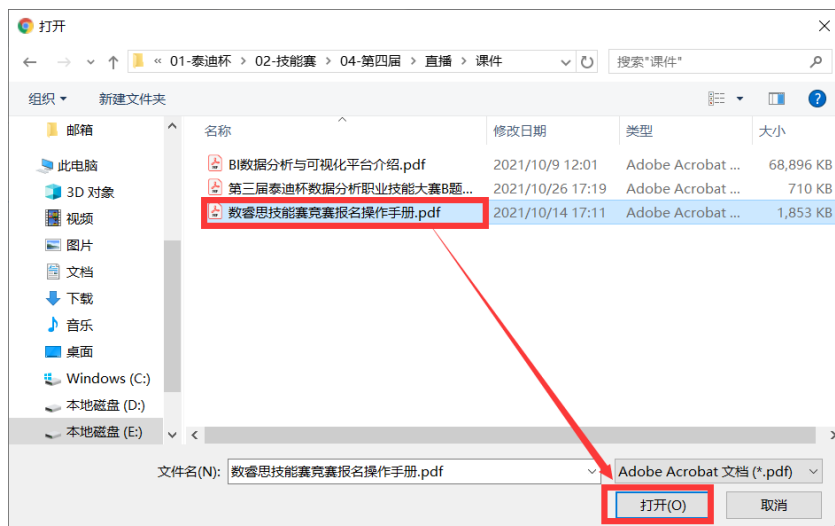 打开
« 01-泰迪杯 > 02-技能赛 > 04-第四届 > 直播 > 课件
搜索"课件"
组织
新建文件夹
名称
修改日期
类型
大小
邮箱
此电脑
3D 对象
视频
图片
文档
下载
音乐
桌面
Windows (C:)
本地磁盘 (D:)
本地磁盘 (E:)
BI数据分析与可视化平台介绍.pdf 2021/10/9 12:01 Adobe Acrobat ... 68,896 KB
第三届泰迪杯数据分析职业技能大赛B题... 2021/10/26 17:19 Adobe Acrobat ... 710 KB
数睿思技能赛竞赛报名操作手册.pdf 2021/10/14 17:11 Adobe Acrobat ... 1,853 KB
文件名(N): 数睿思技能赛竞赛报名操作手册.pdf
Adobe Acrobat 文档 (*.pdf)
打开(O)
取消